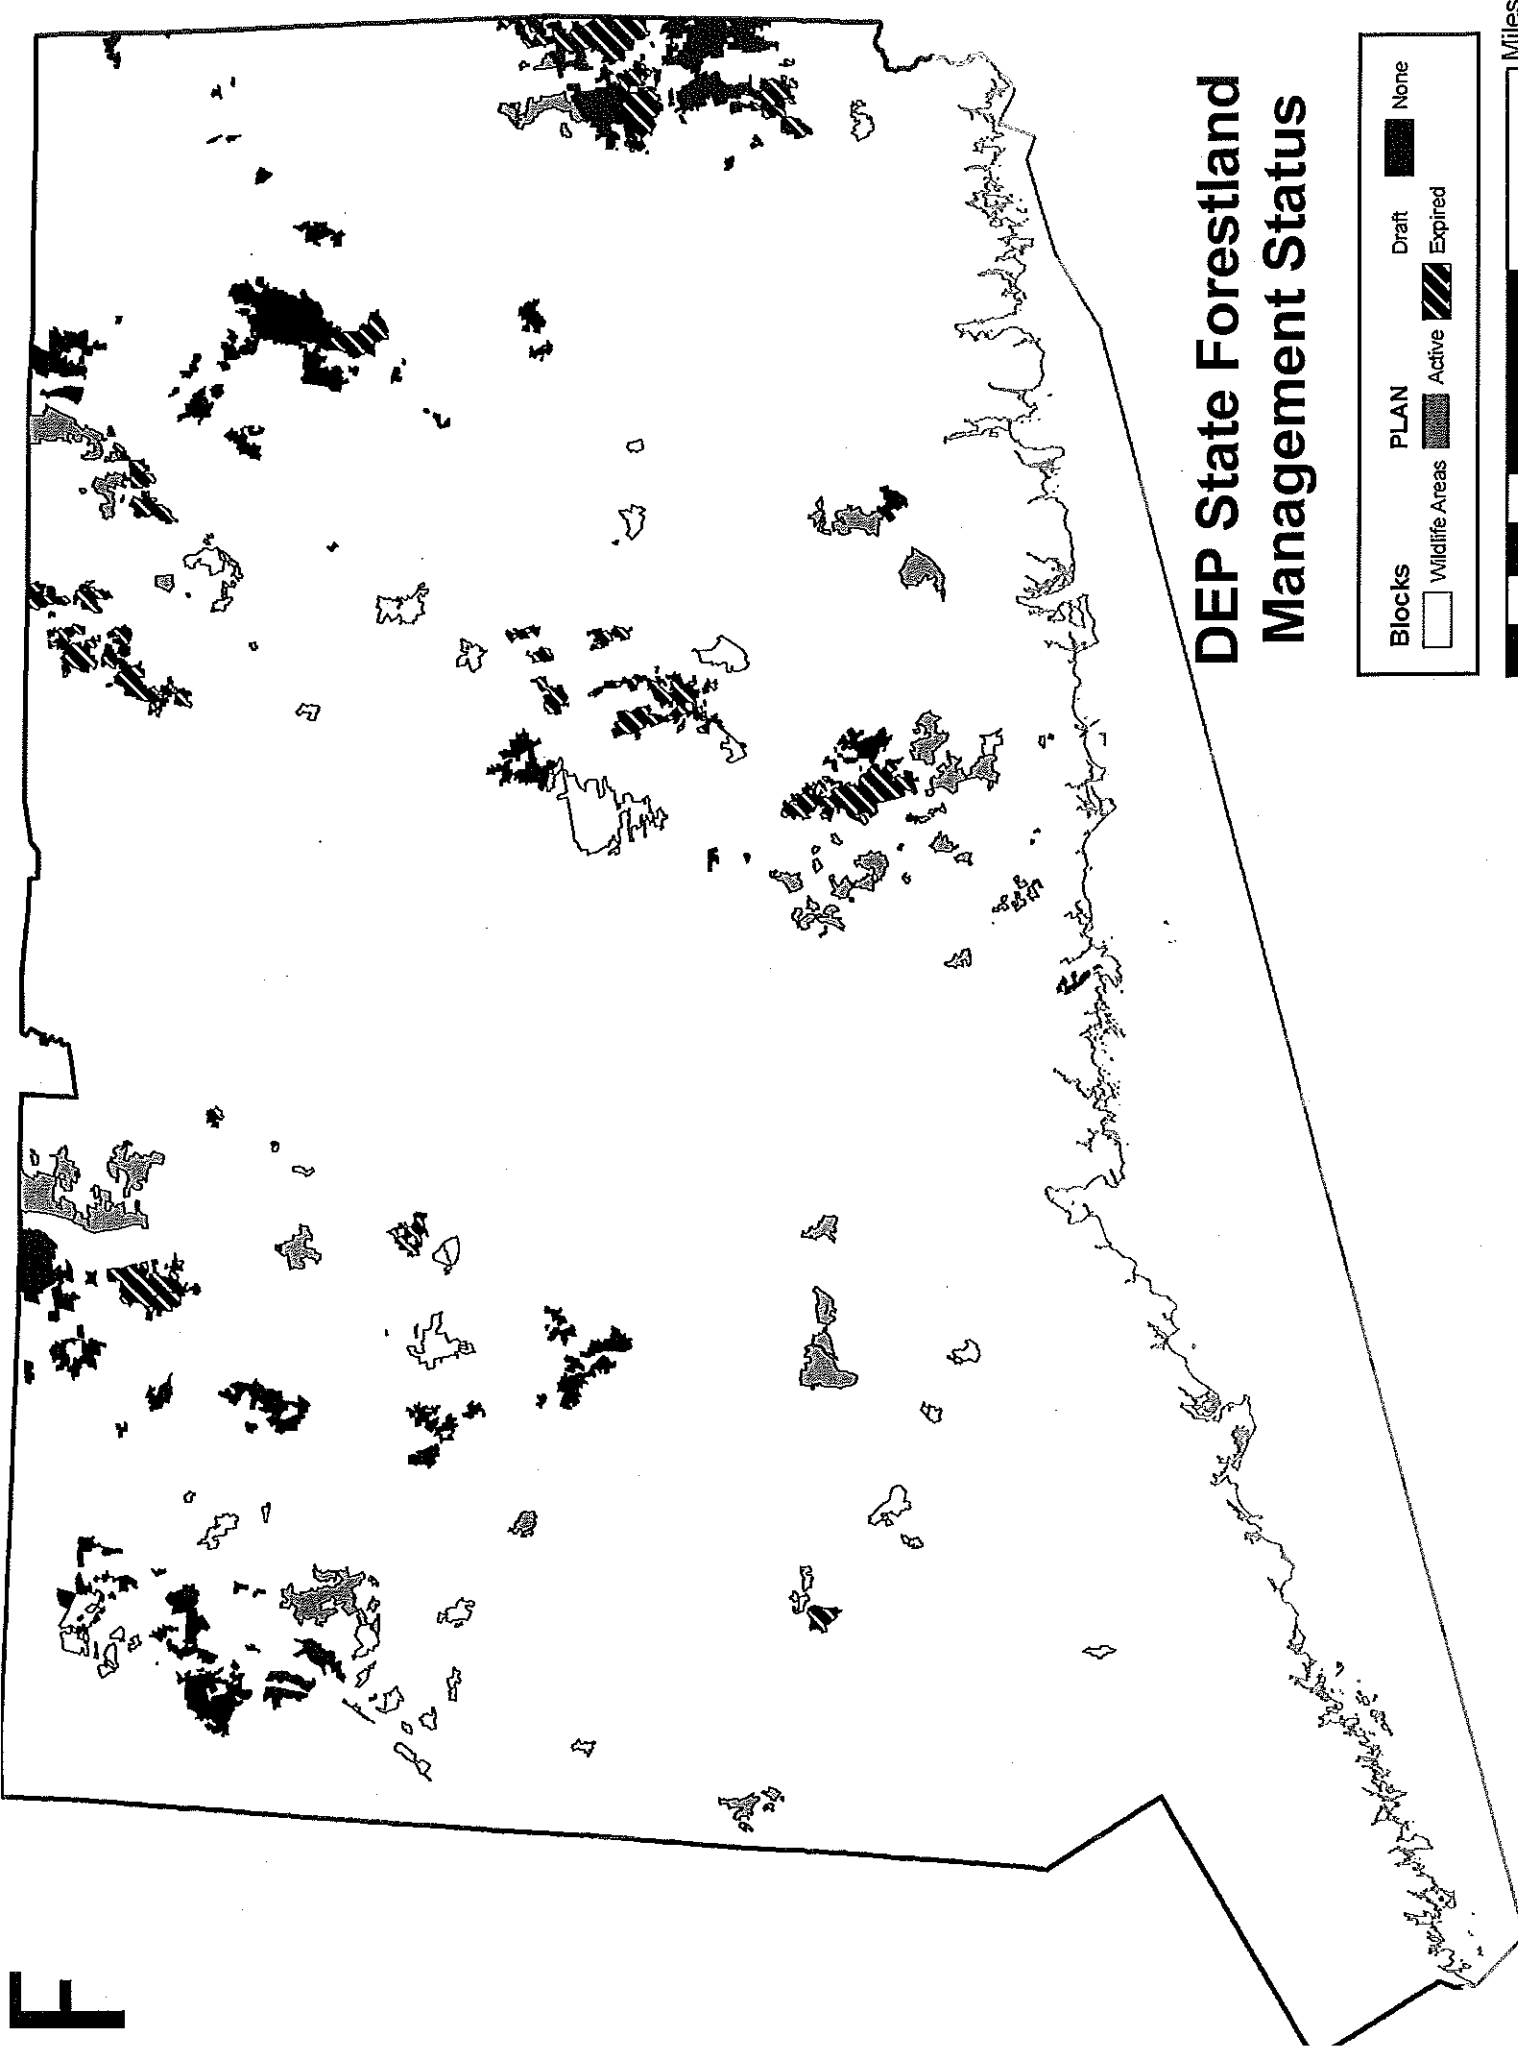 F
DEP State Forestland
Management Status
Blocks PLAN Draft None
Wildlife Areas Active Expired
Miles